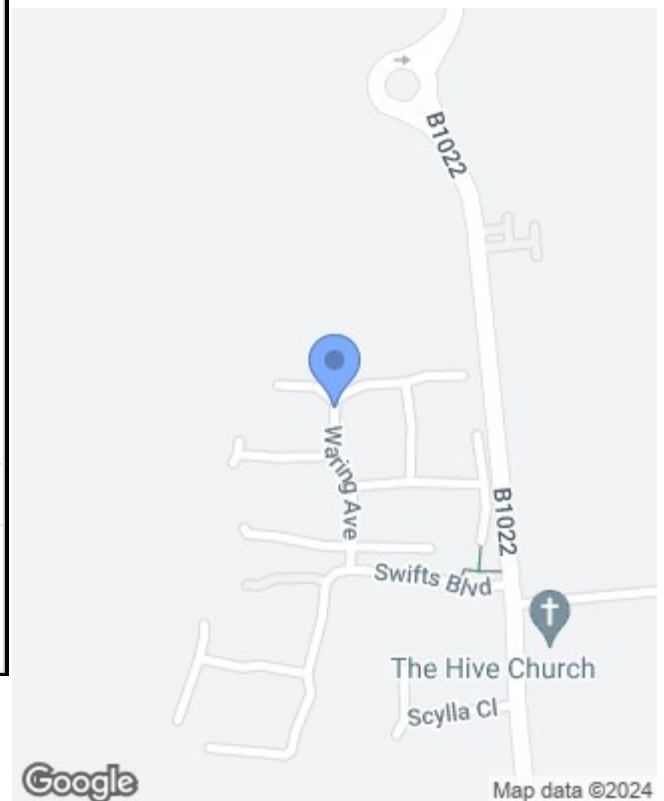 B1022
Waring Ave
B1022
Swifts Blvd
The Hive Church
Scylla Cl
Google
Map data ©2024